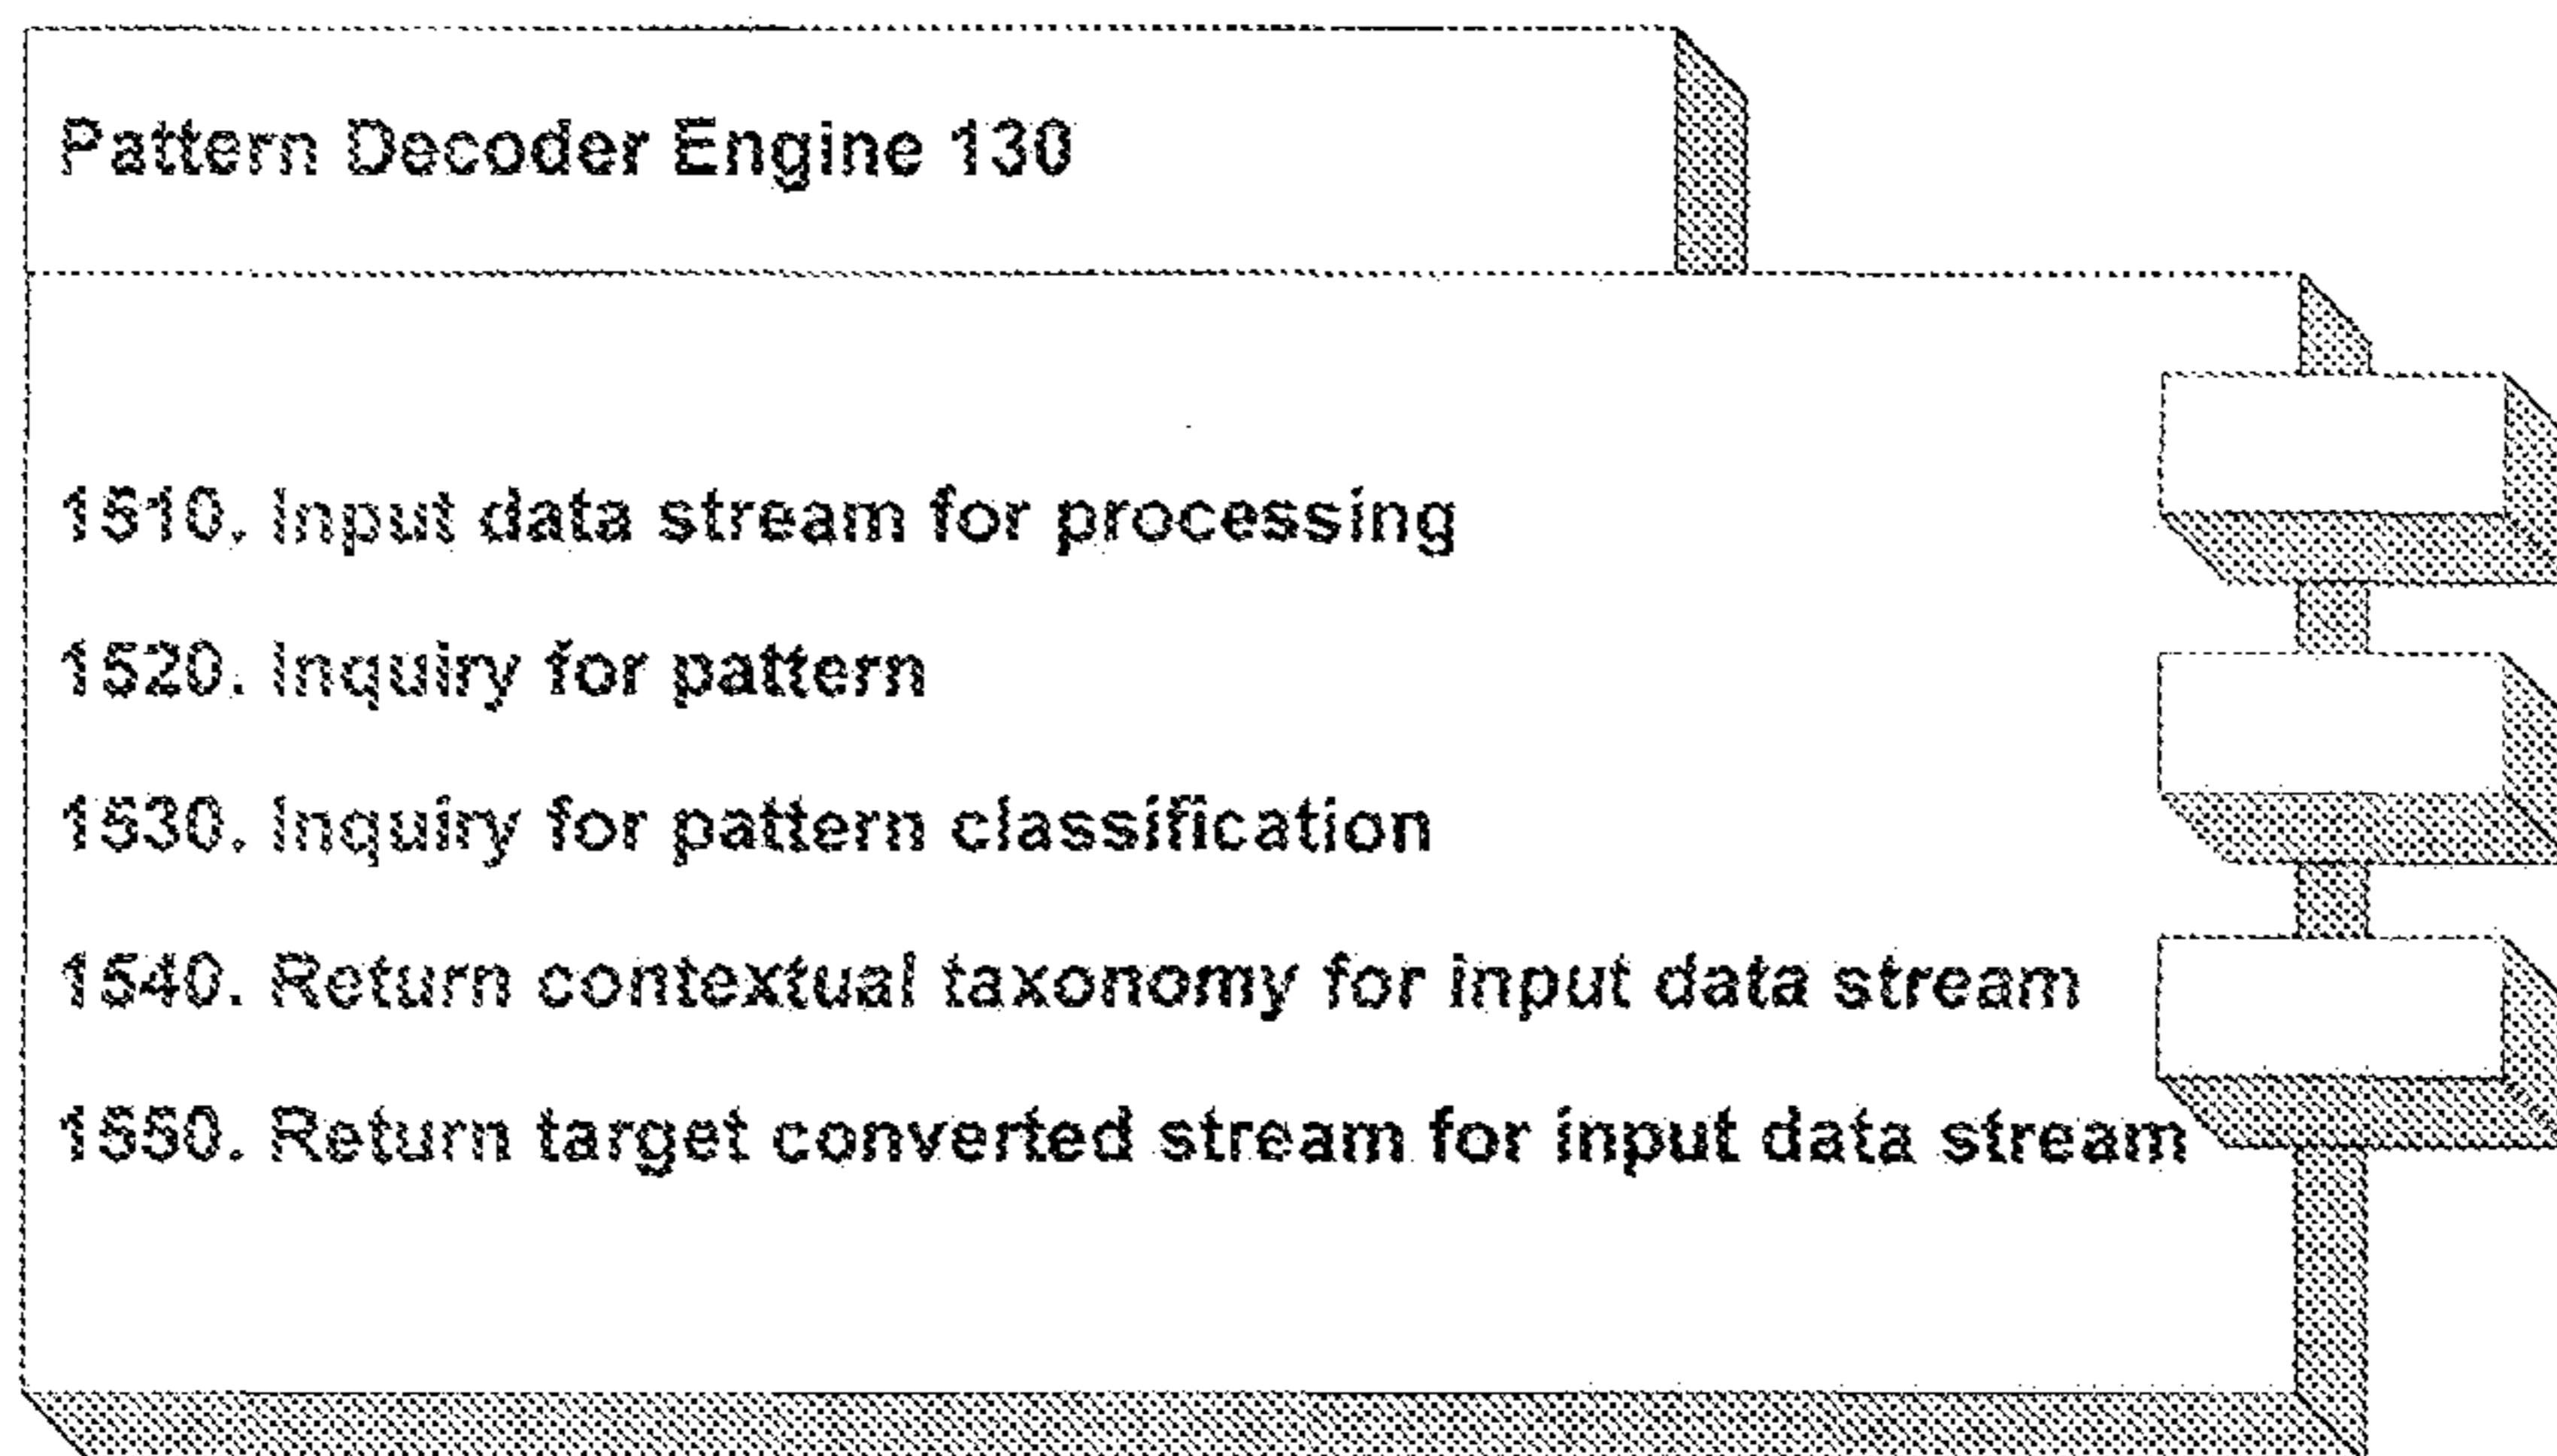 Pattern Decoder Engine 130
1510. Input data stream for processing
1520. Inquiry for pattern
1530. Inquiry for pattern classification
1540. Return contextual taxonomy for input data stream
1550. Return target converted stream for input data stream